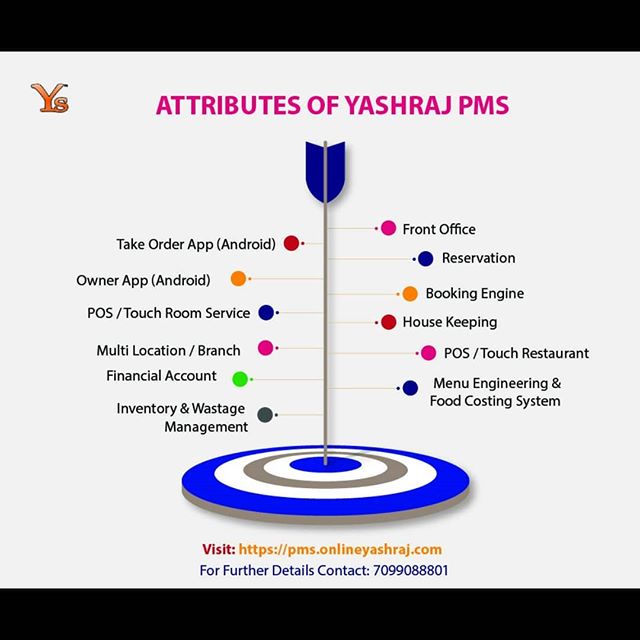 Ys
ATTRIBUTES OF YASHRAJ PMS
Take Order App (Android)
Owner App (Android)
POS / Touch Room Service
Multi Location / Branch
Financial Account
Inventory & Wastage
Management
Front Office
Reservation
Booking Engine
House Keeping
POS / Touch Restaurant
Menu Engineering &
Food Costing System
Visit: https://pms.onlineyashraj.com
For Further Details Contact: 7099088801